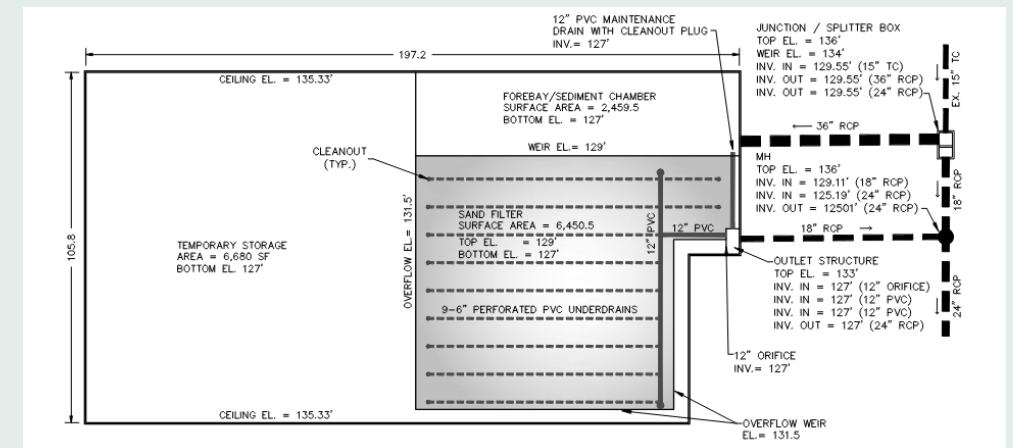 12" PVC MAINTENANCE
DRAIN WITH CLEANOUT PLUG
INV.= 127'
JUNCTION / SPLITTER BOX
TOP EL. = 136'
WEIR EL.= 134'
INV. IN = 129.55' (15" TC)
INV. OUT = 129.55' (36" RCP)
INV. OUT = 129.55' (24" RCP)
EX. 15" TC
197.2
CEILING EL. = 135.33'
FOREBAY/SEDIMENT CHAMBER
SURFACE AREA = 2,459.5
BOTTOM EL. = 127'
WEIR EL.= 129'
36" RCP
CLEANOUT
(TYP.)
MH
TOP EL. = 136'
INV. IN = 129.11' (18" RCP)
INV. IN = 125.19' (24" RCP)
INV. OUT = 12501' (24" RCP)
18" RCP
105.8
TEMPORARY STORAGE
AREA = 6,680 SF
BOTTOM EL. 127'
OVERFLOW EL.= 131.5'
SAND FILTER
SURFACE AREA = 6,450.5
TOP EL. = 129'
BOTTOM EL. = 127'
12" PVC
12" PVC
18" RCP
OUTLET STRUCTURE
TOP EL. = 133'
INV. IN = 127' (12" ORIFICE)
INV. IN = 127' (12" PVC)
INV. IN = 127' (12" PVC)
INV. OUT = 127' (24" RCP)
24" RCP
9-6" PERFORATED PVC UNDERDRAINS
12" ORIFICE
INV.= 127'
CEILING EL. = 135.33'
OVERFLOW WEIR
EL.= 131.5